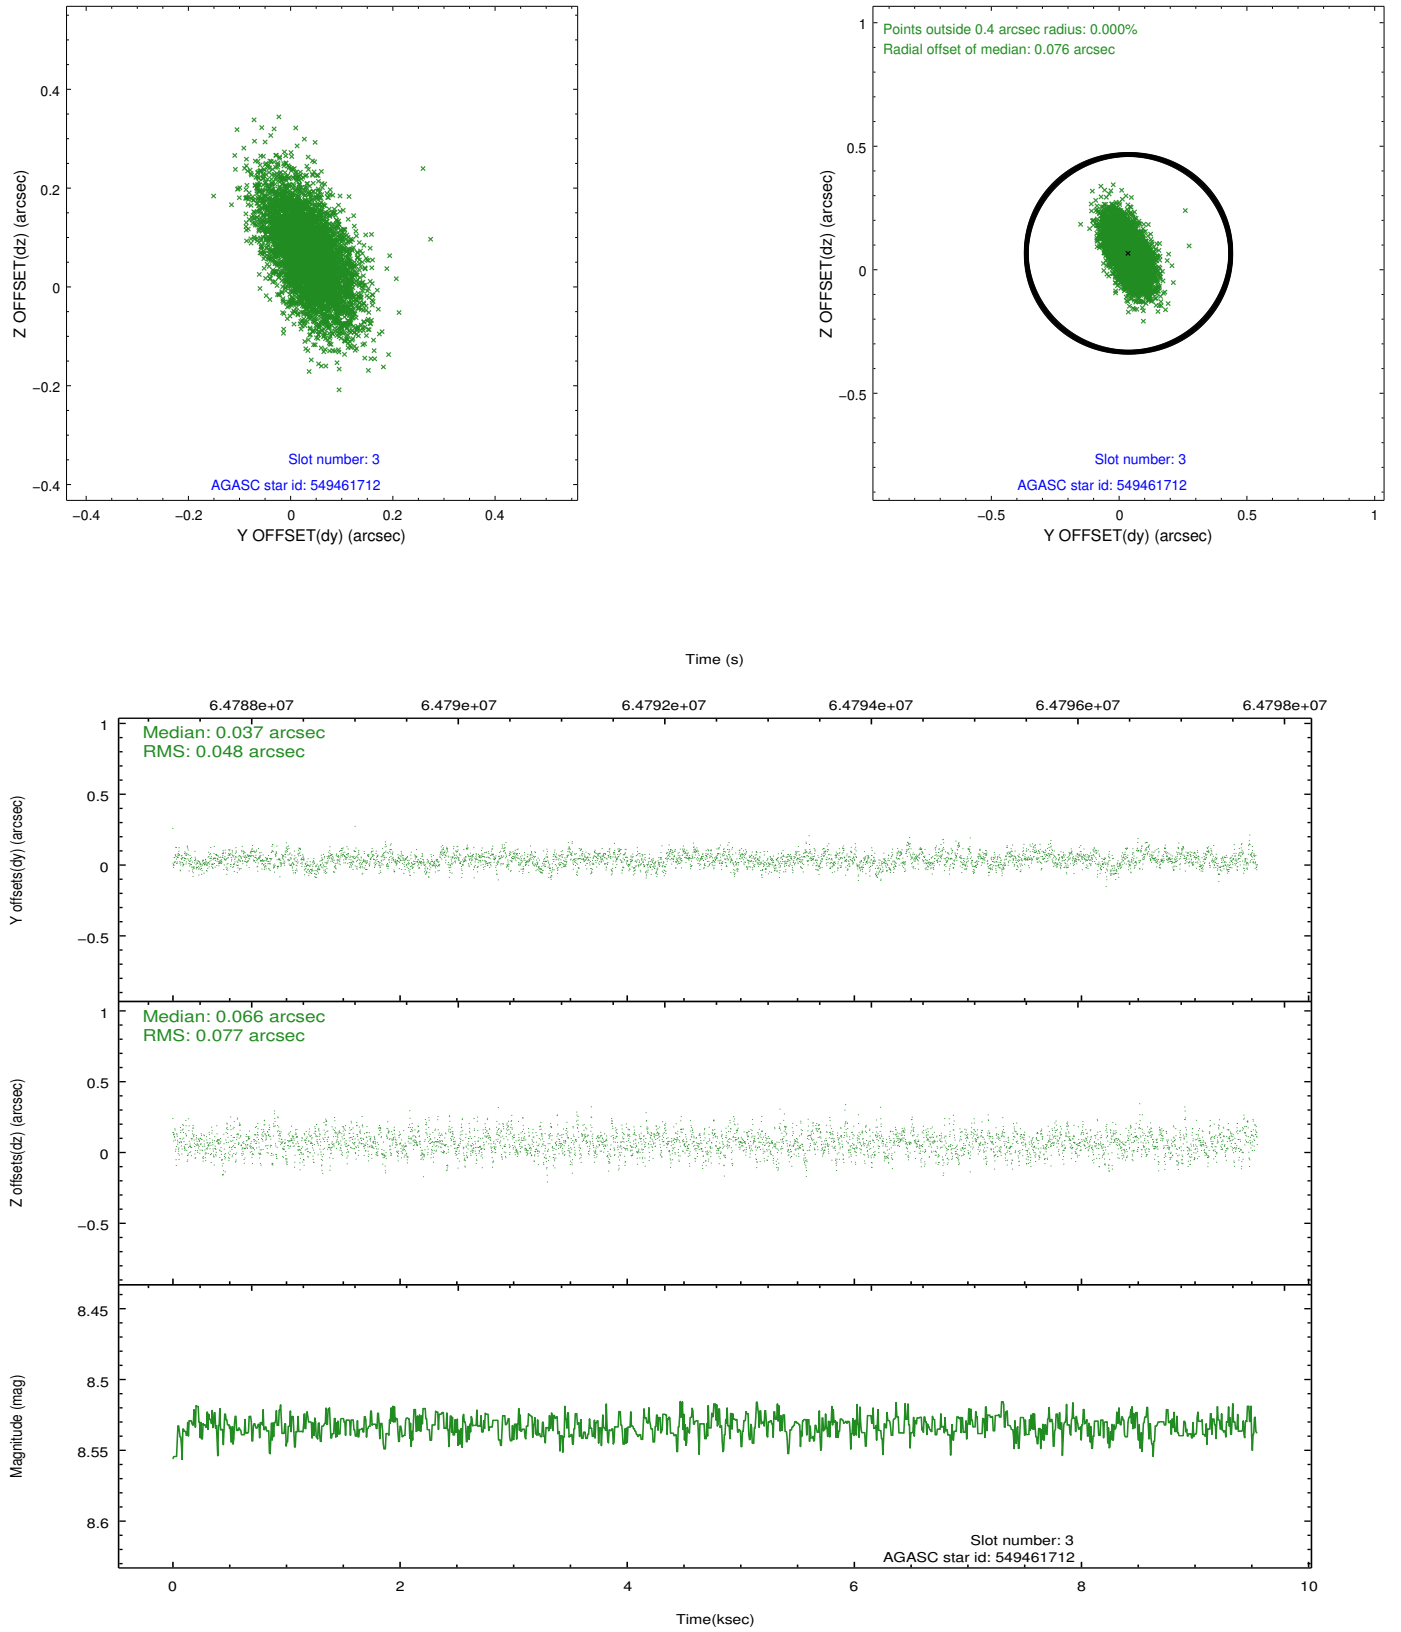 0.4
0.2
0
−0.2
−0.4
Z OFFSET(dz) (arcsec)
Slot number: 3
AGASC star id: 549461712
−0.4 −0.2 0 0.2 0.4
Y OFFSET(dy) (arcsec)
Points outside 0.4 arcsec radius: 0.000%
Radial offset of median: 0.076 arcsec
1
0.5
0
−0.5
Z OFFSET(dz) (arcsec)
Slot number: 3
AGASC star id: 549461712
−0.5 0 0.5 1
Y OFFSET(dy) (arcsec)
Time (s)
6.4788e+07 6.479e+07 6.4792e+07 6.4794e+07 6.4796e+07 6.4798e+07
Median: 0.037 arcsec
RMS: 0.048 arcsec
1
0.5
0
−0.5
Y offsets(dy) (arcsec)
Median: 0.066 arcsec
RMS: 0.077 arcsec
1
0.5
0
−0.5
Z offsets(dz) (arcsec)
8.45
8.5
8.55
8.6
Magnitude (mag)
Slot number: 3
AGASC star id: 549461712
0 2 4 6 8 10
Time(ksec)